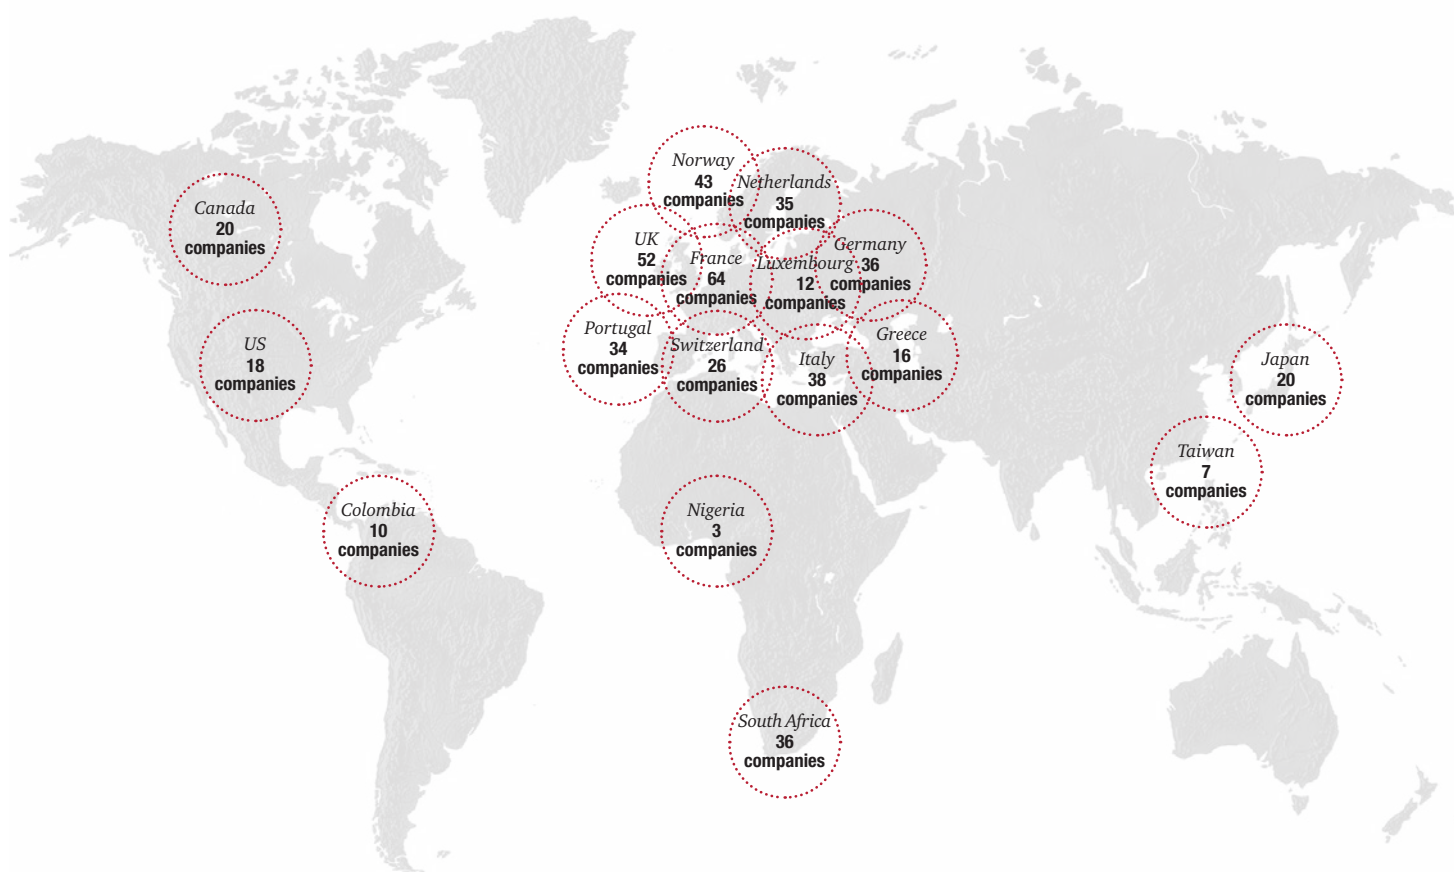 Norway
43
companies
Netherlands
35
companies
Canada
20
companies
UK
52
companies
France
64
companies
Luxembourg
12
companies
Germany
36
companies
Portugal
34
companies
Switzerland
26
companies
Italy
38
companies
Greece
16
companies
US
18
companies
Japan
20
companies
Taiwan
7
companies
Colombia
10
companies
Nigeria
3
companies
South Africa
36
companies